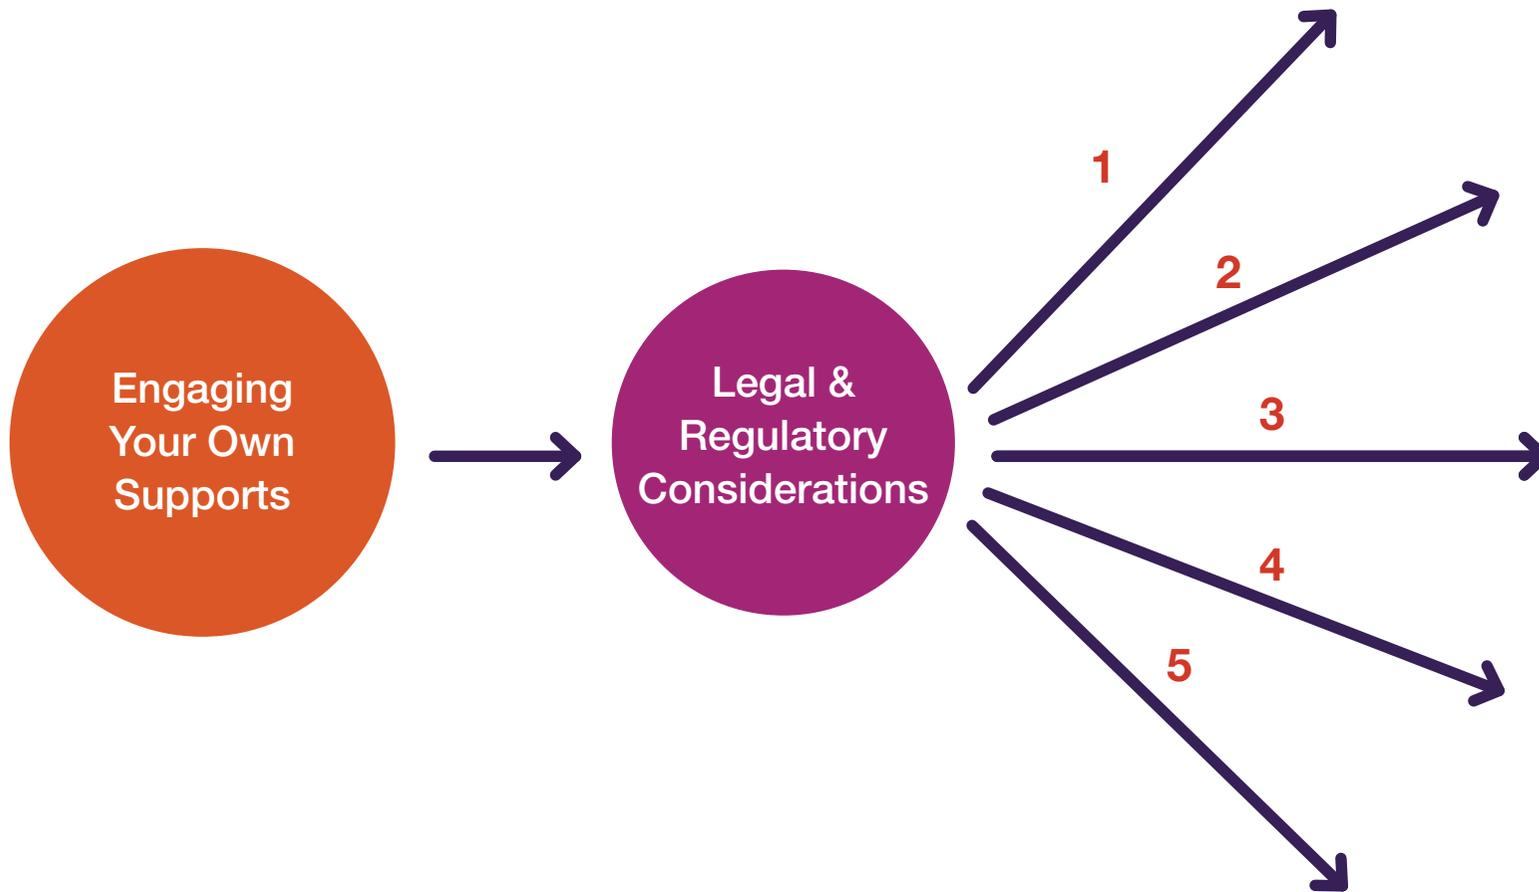 Engaging
Your Own
Supports
Legal &
Regulatory
Considerations
1
2
3
4
5